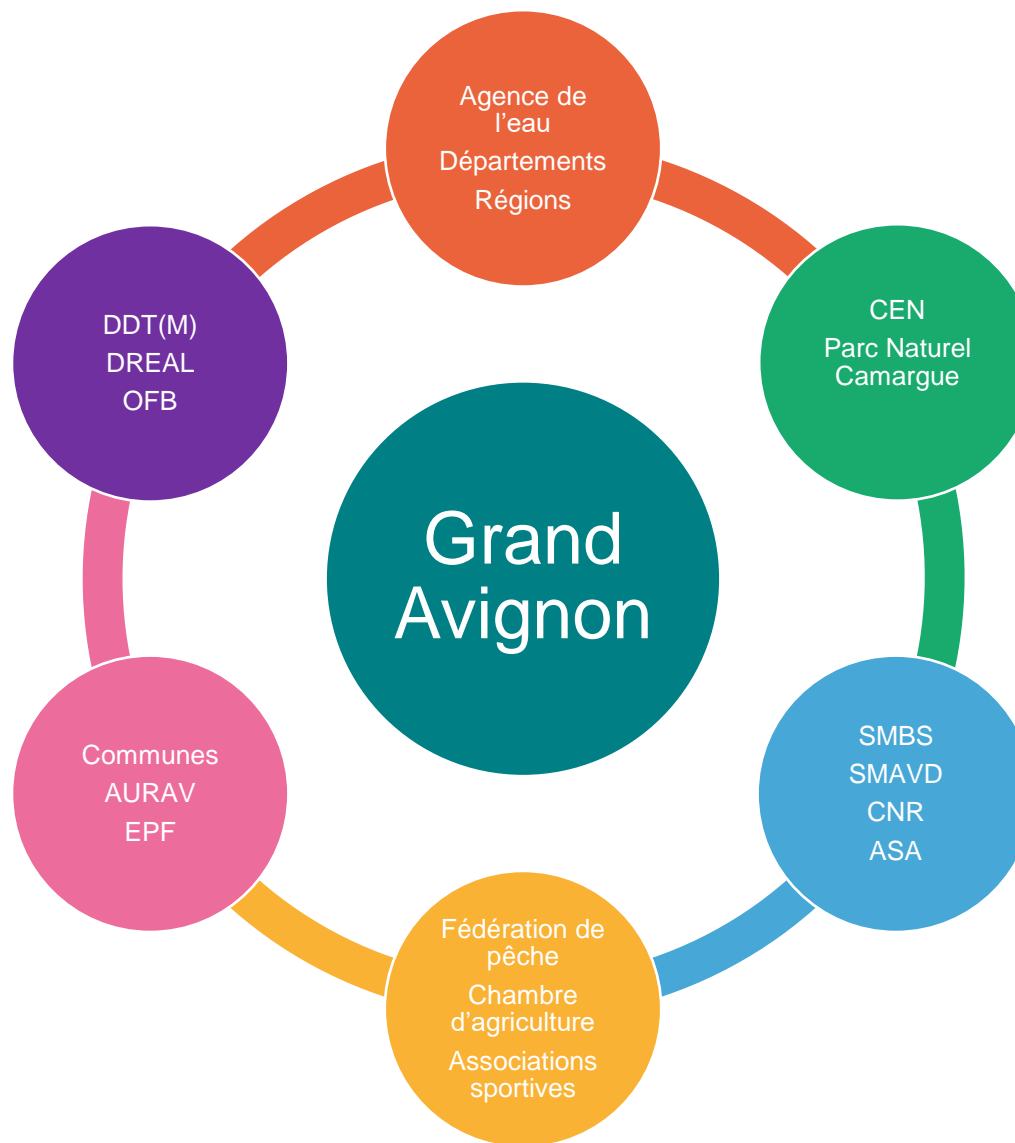 Agence de
l'eau
Départements
Régions
CEN
Parc Naturel
Camargue
SMBS
SMAVD
CNR
ASA
Fédération de
pêche
Chambre
d'agriculture
Associations
sportives
Communes
AURAV
EPF
DDT(M)
DREAL
OFB
Grand
Avignon